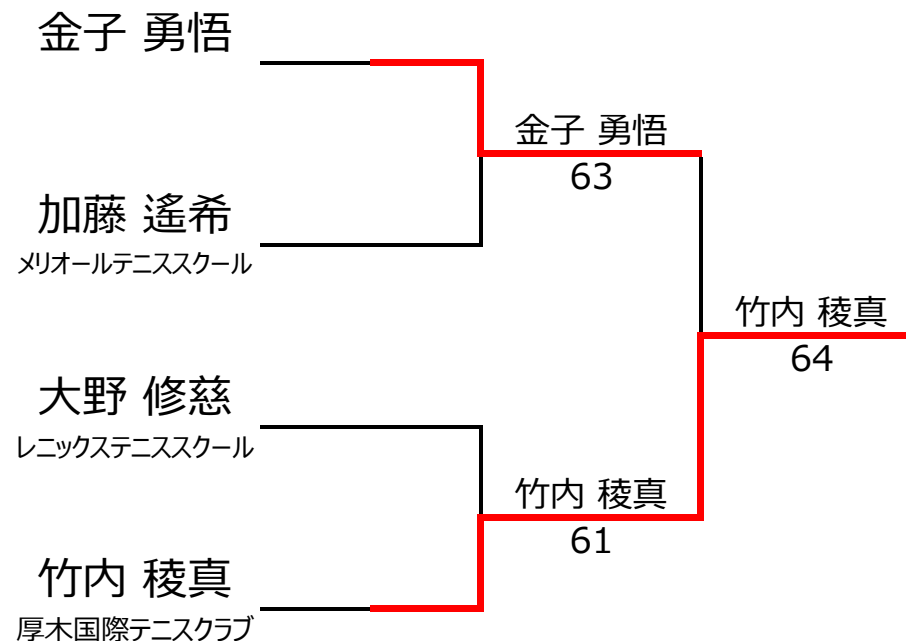 金子 勇悟
金子 勇悟
63
加藤 遙希
メリオールテニススクール
竹内 稜真
64
大野 修慈
レニックステニススクール
竹内 稜真
61
竹内 稜真
厚木国際テニスクラブ